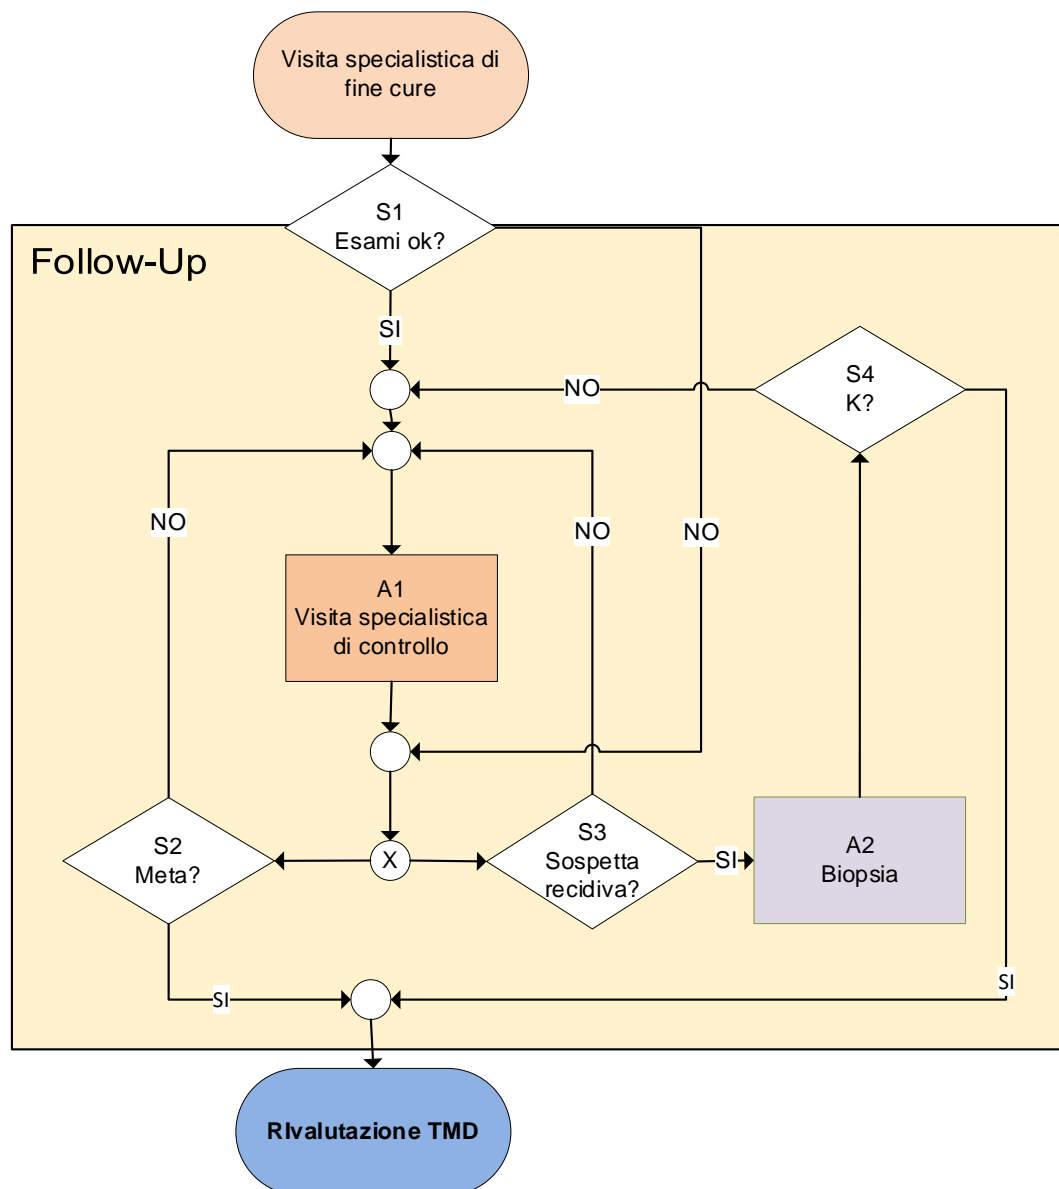 Visita specialistica di
fine cure
S1
Esami ok?
Follow-Up
SI
NO
S4
K?
NO
NO
NO
A1
Visita specialistica
di controllo
S2
Meta?
X
S3
Sospetta
recidiva?
SI
A2
Biopsia
SI
SI
RIvalutazione TMD